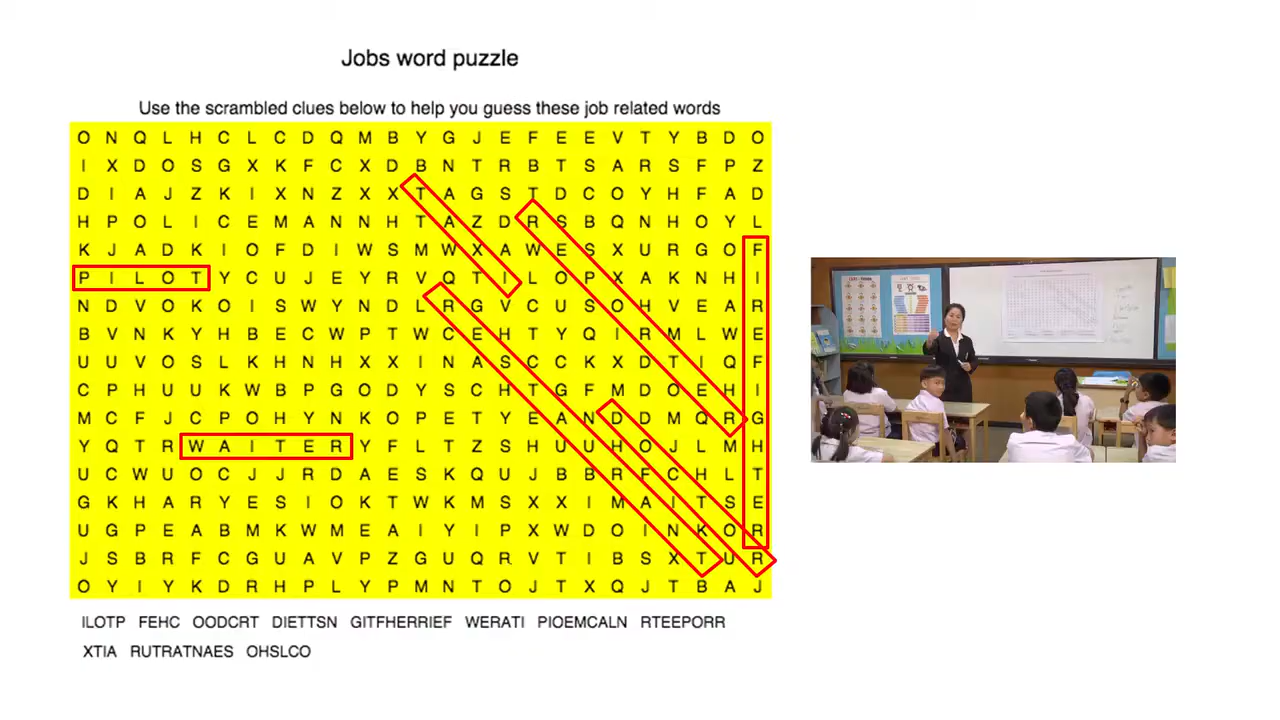 Jobs word puzzle
Use the scrambled clues below to help you guess these job related words
O N Q L H C L C D Q M B Y G J E F E E V T Y B D O
I X D O S G X K F C X D B N T R B T S A R S F P Z
D I A J Z K I X N Z X X T A G S T D C O Y H F A D
H P O L I C E M A N N H T A Z D R S B Q N H O Y L
K J A D K I O F D I W S M W X A W E S X U R G O F
P I L O T Y C U J E Y R V Q T I L O P X A K N H I
N D V O K O I S W Y N D L R G V C U S O H V E A R
B V N K Y H E E C W P T W C E H T Y Q I R M L W E
U U V O S L K H N H X X I N A S C C K X D T I Q F
C P H U U K W B P G O D Y S C H T G F M D O E H I
M C F J C P O H Y N K O P E T Y E A N D D M Q R G
Y Q T R W A I T E R Y F L T Z S H U U H O J L M H
U C W U O C J J R D A E S K Q U J B B R F C H L T
G K H A R Y E S I O K T W K M S X X I M A I T S E
U G P E A B M K W M E A I Y I P X W D O I N K O R
J S B R F C G U A V P Z G U Q R V T I B S X T U R
O Y I Y K D R H P L Y P M N T O J T X Q J T B A J
ILOTP FEHC OODCRT DIETTSN GITFHERRIEF WERATI PIOEMCALN RTEEPORR
XTIA RUTRATNAES OHSLCO